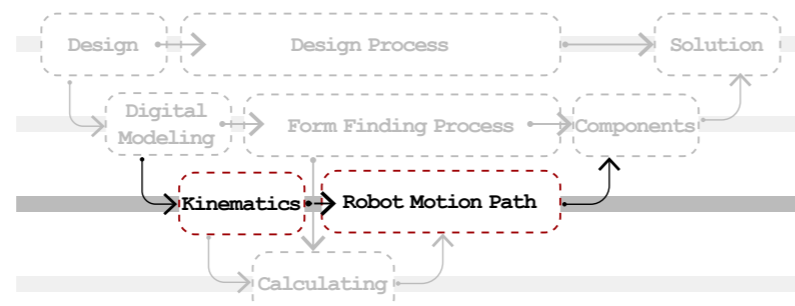 Design
Design Process
Solution
Digital
Modeling
Form Finding Process
Components
Kinematics
Robot Motion Path
Calculating